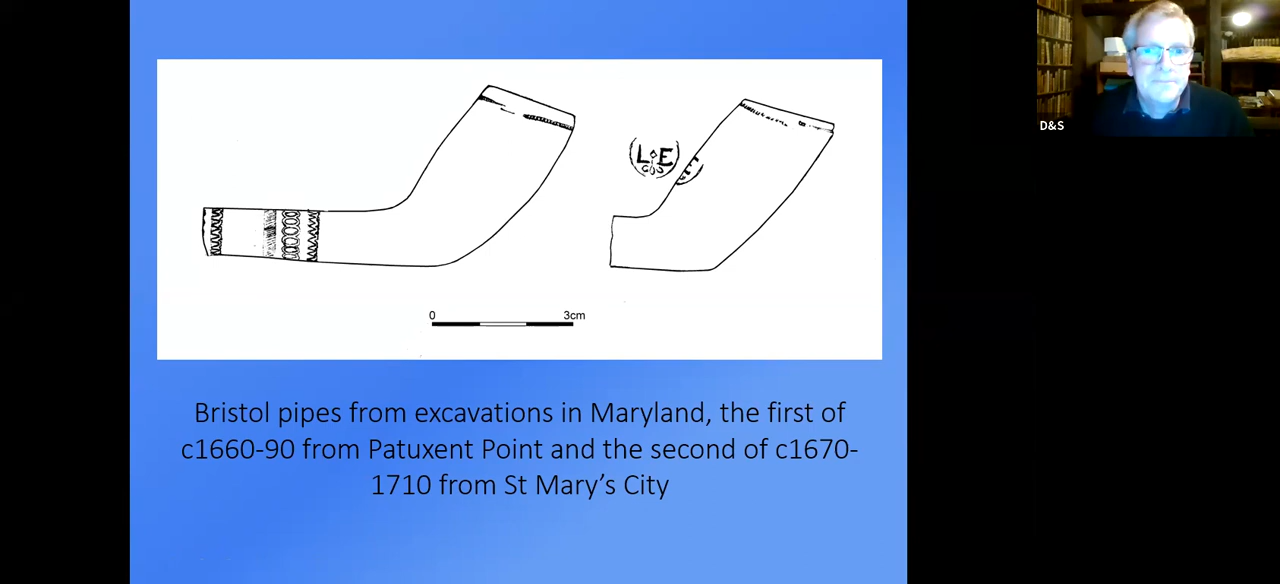 D&S
L E
E
0 3cm
Bristol pipes from excavations in Maryland, the first of
c1660-90 from Patuxent Point and the second of c1670-
1710 from St Mary’s City